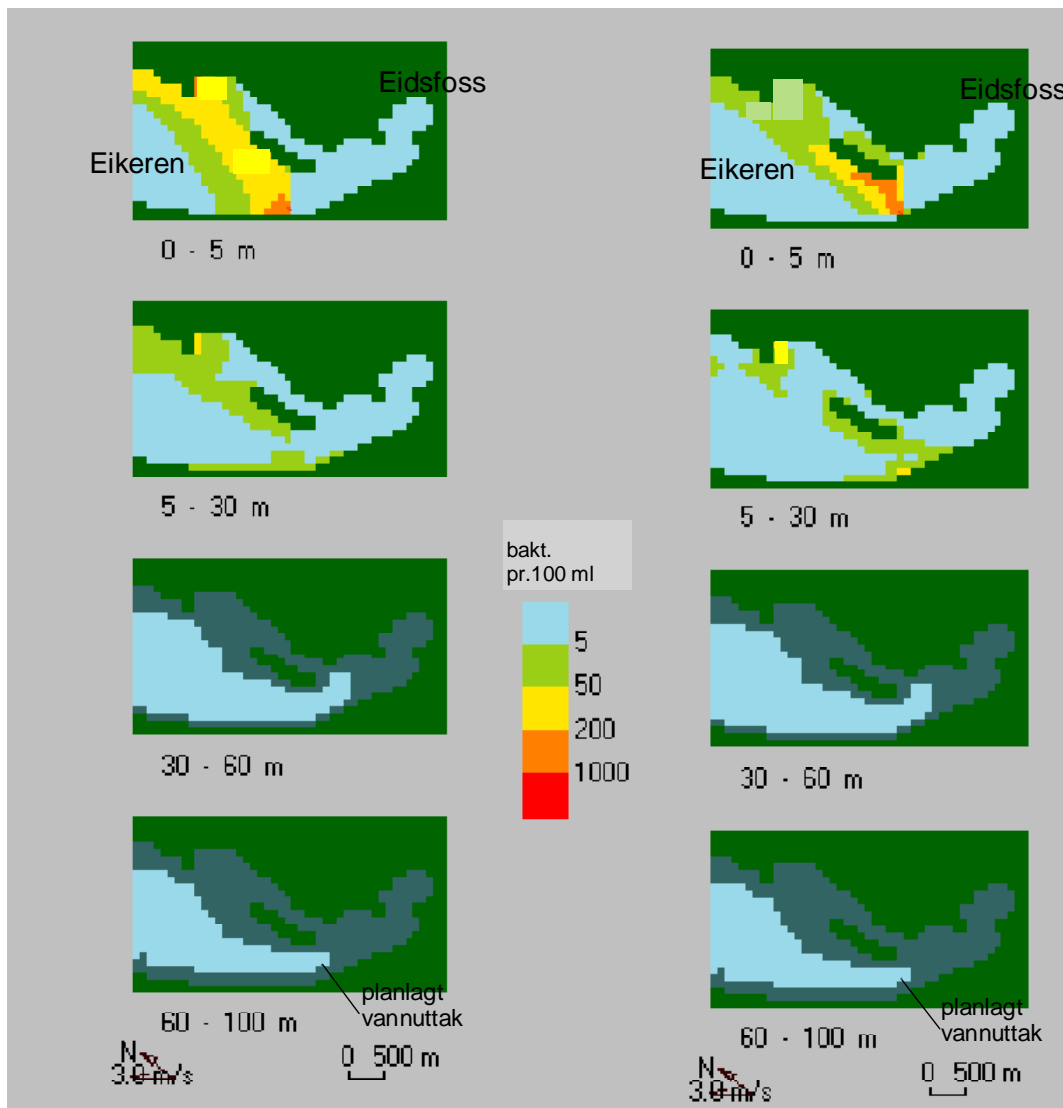 Eidsfoss
Eikeren
0 - 5 m
5 - 30 m
30 - 60 m
60 - 100 m
planlagt
vannuttak
N
3.0 m/s
0 500 m
bakt.
pr.100 ml
5
50
200
1000
Eidsfoss
Eikeren
0 - 5 m
5 - 30 m
30 - 60 m
60 - 100 m
planlagt
vannuttak
N
3.0 m/s
0 500 m